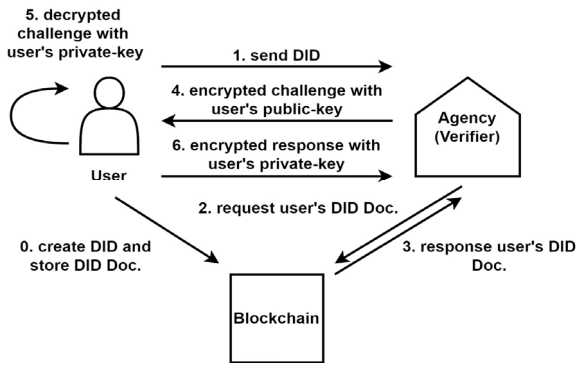 5. decrypted
challenge with
user's private-key
1. send DID
4. encrypted challenge with
user's public-key
Agency
(Verifier)
6. encrypted response with
user's private-key
User
2. request user's DID Doc.
0. create DID and
store DID Doc.
3. response user's DID
Doc.
Blockchain